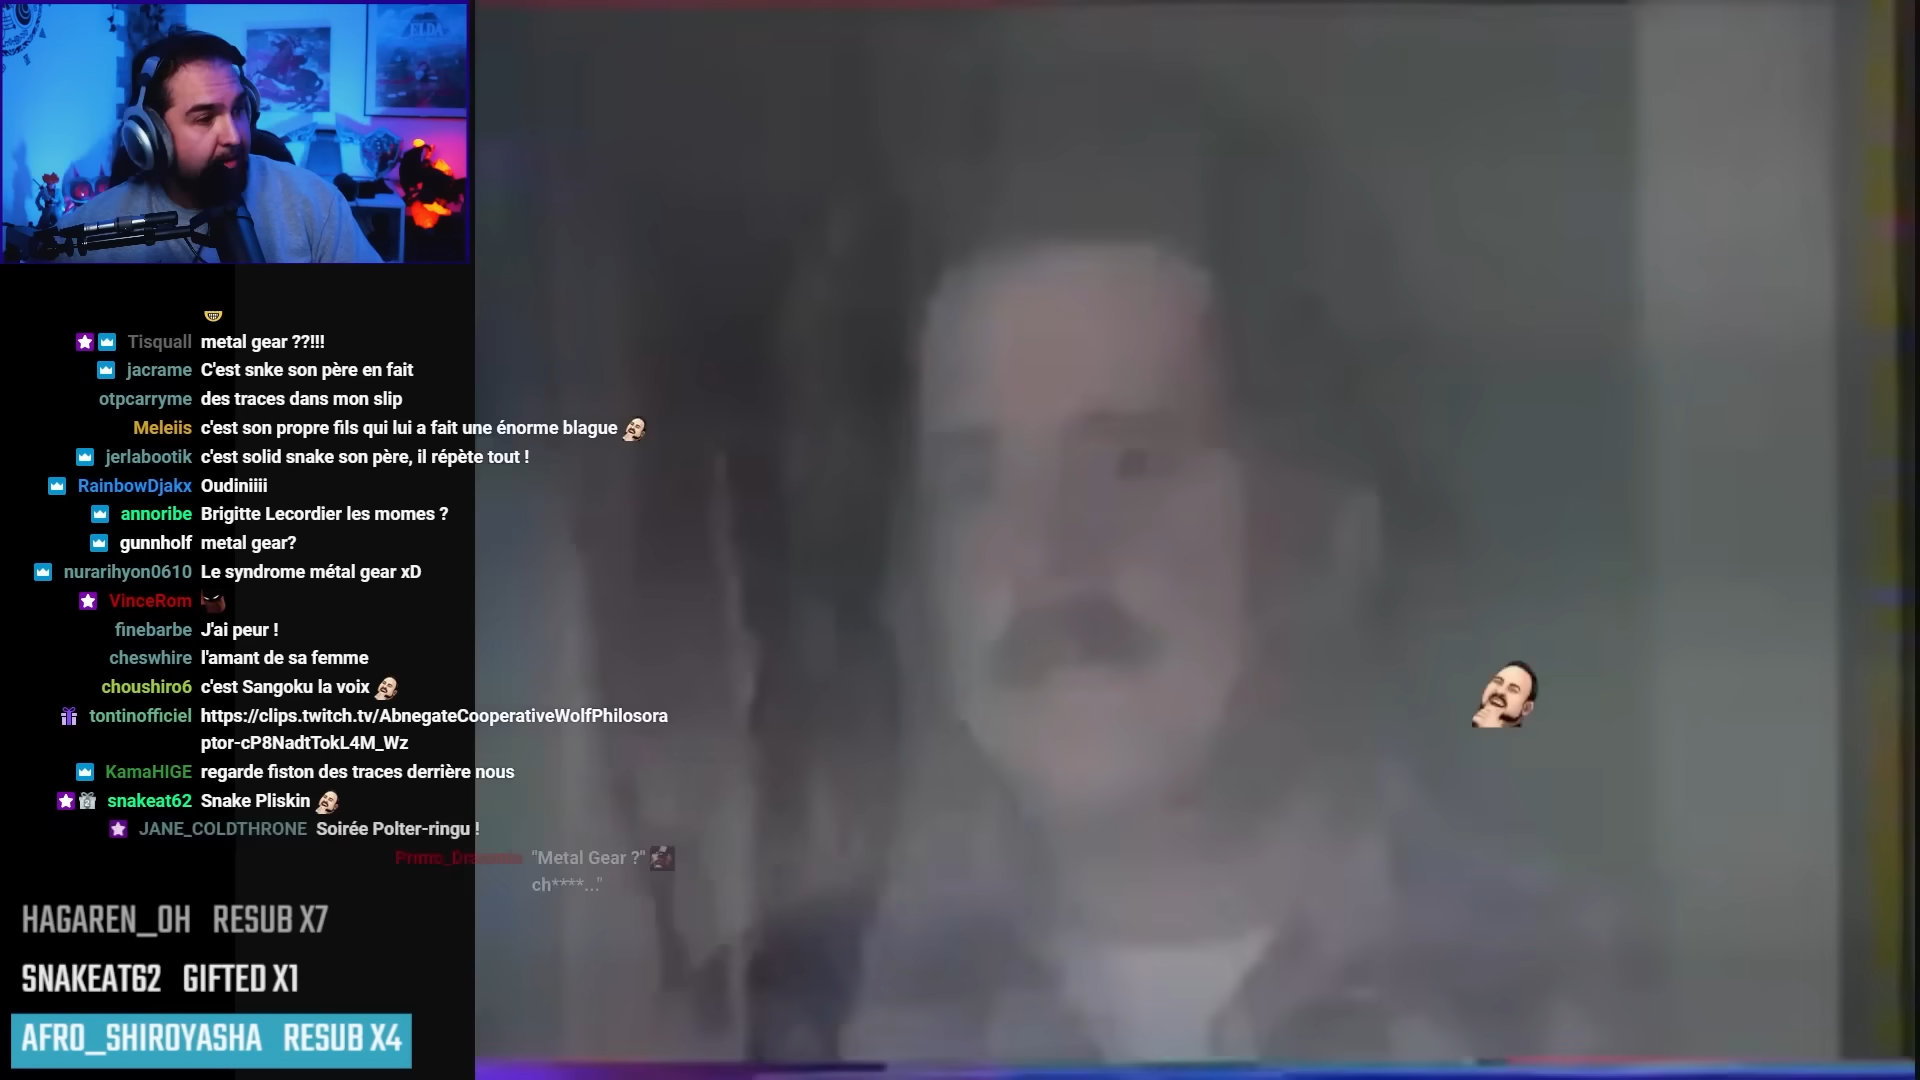 ELDA
Tisquall metal gear ??!!!
jacrame C'est snke son père en fait
otpcarryme des traces dans mon slip
Meleiis c'est son propre fils qui lui a fait une énorme blague
jerlabootik c'est solid snake son père, il répète tout !
RainbowDjakx Oudiniiii
annoribe Brigitte Lecordier les momes ?
gunnholf metal gear?
nurarihyon0610 Le syndrome métal gear xD
VinceRom
finebarbe J'ai peur !
cheswhire l'amant de sa femme
choushiro6 c'est Sangoku la voix
tontinofficiel https://clips.twitch.tv/AbnegateCooperativeWolfPhilosora
ptor-cP8NadtTokL4M_Wz
KamaHIGE regarde fiston des traces derrière nous
snakeat62 Snake Pliskin
JANE_COLDTHRONE Soirée Polter-ringu !
"Metal Gear ?"
ch****..."
HAGAREN_OH RESUB X7
SNAKEAT62 GIFTED X1
AFRO_SHIROYASHA RESUB X4